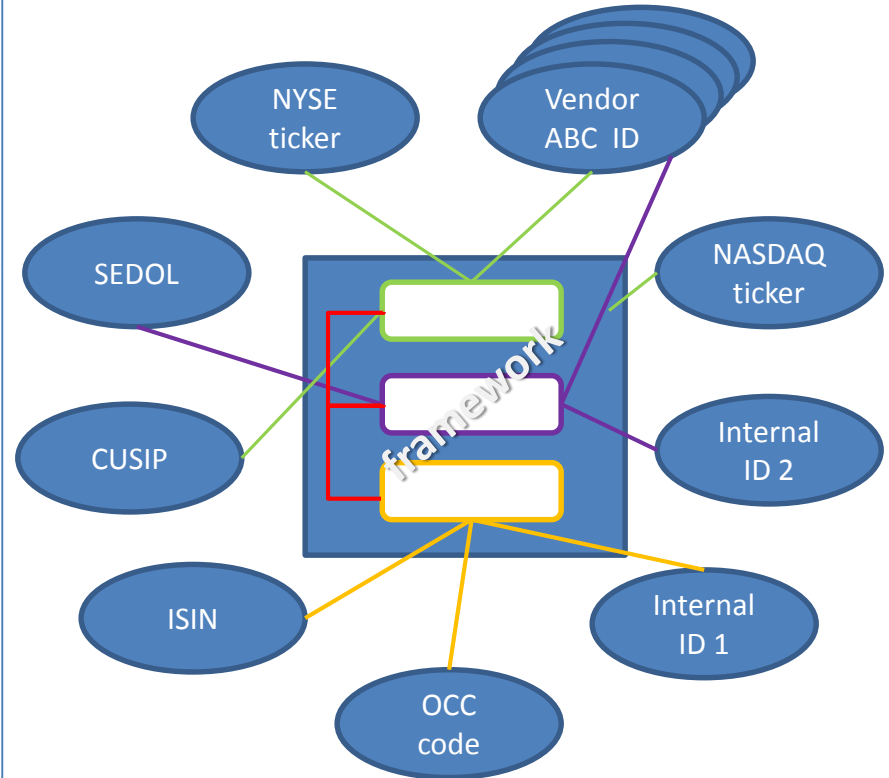 NYSE
ticker
Vendor
ABC ID
SEDOL
NASDAQ
ticker
framework
CUSIP
Internal
ID 2
ISIN
Internal
ID 1
OCC
code